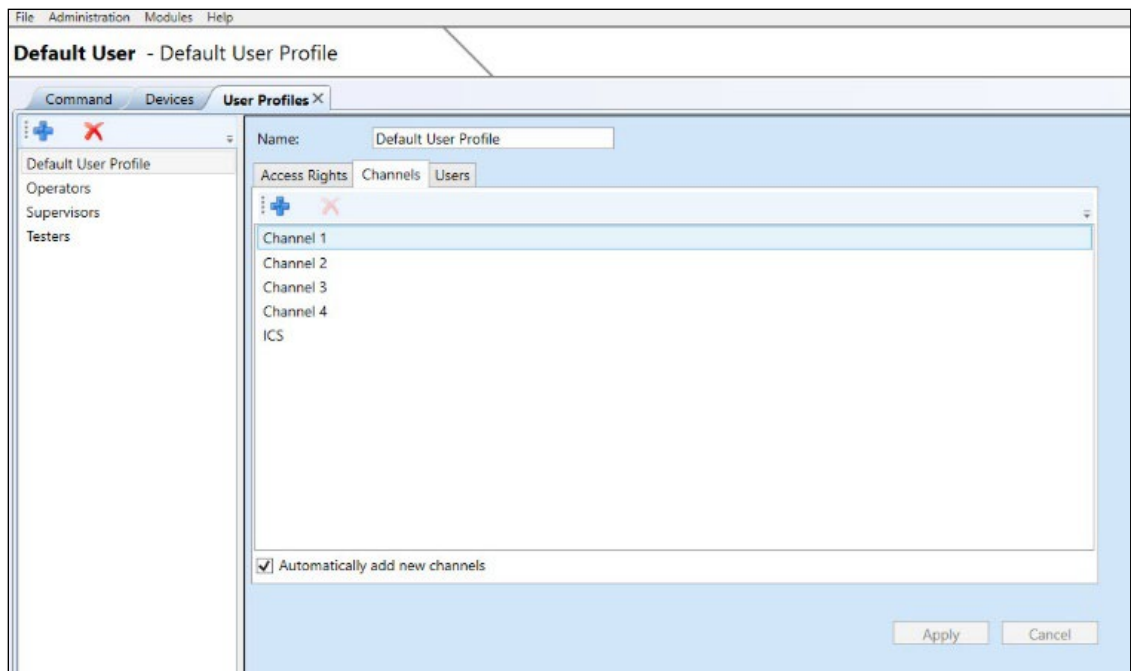 File Administration Modules Help
Default User - Default User Profile
Command Devices User Profiles
Default User Profile
Operators
Supervisors
Testers
Name: Default User Profile
Access Rights Channels Users
Channel 1
Channel 2
Channel 3
Channel 4
ICS
Automatically add new channels
Apply Cancel